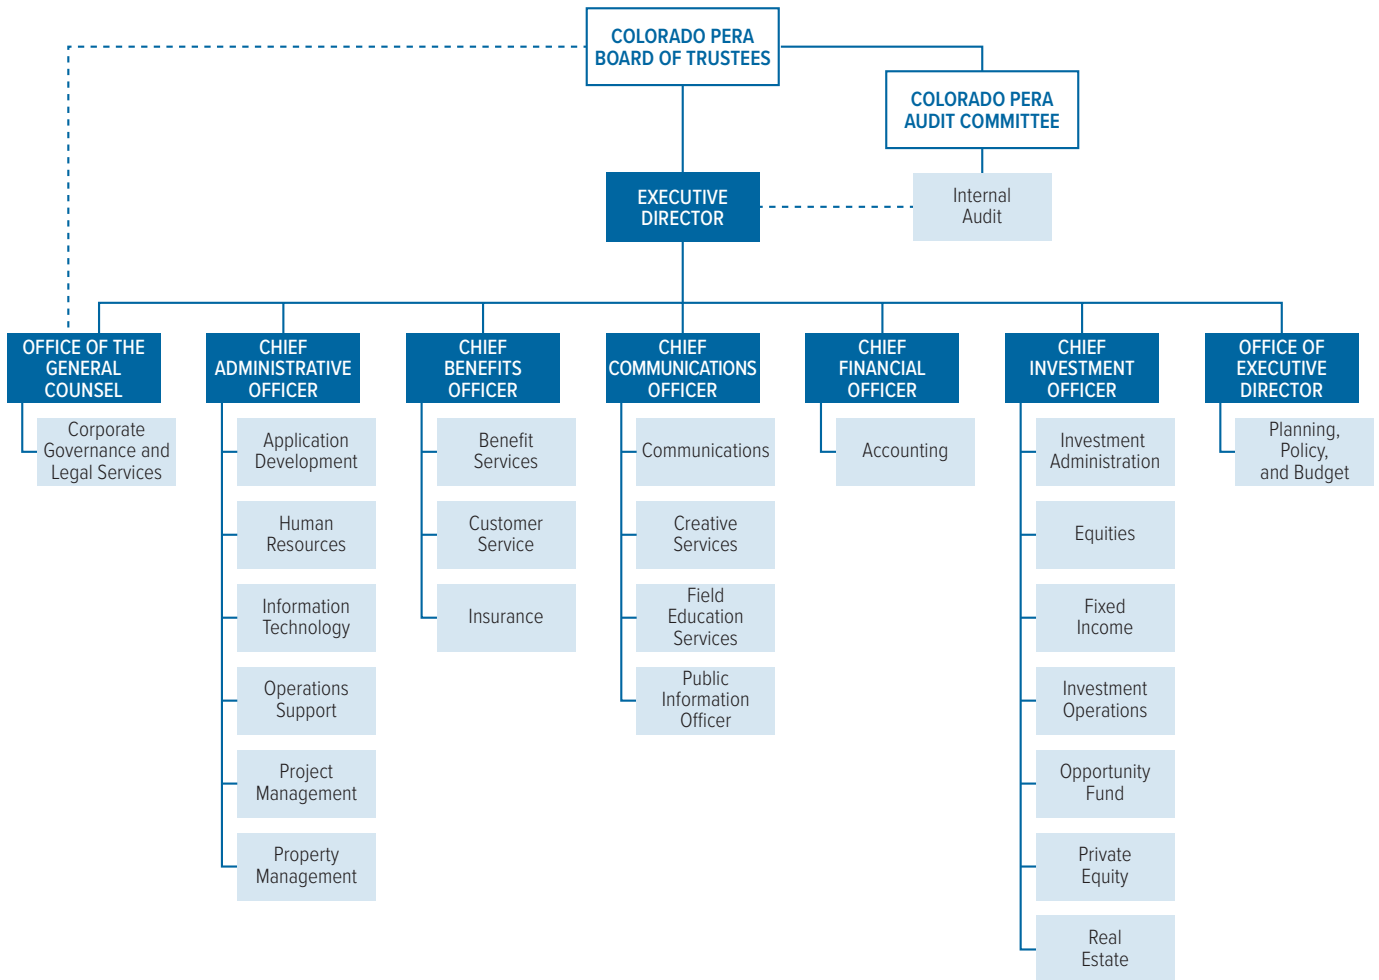 COLORADO PERA
BOARD OF TRUSTEES
COLORADO PERA
AUDIT COMMITTEE
EXECUTIVE
DIRECTOR
Internal
Audit
OFFICE OF THE
GENERAL
COUNSEL
Corporate
Governance and
Legal Services
CHIEF
ADMINISTRATIVE
OFFICER
Application
Development
Human
Resources
Information
Technology
Operations
Support
Project
Management
Property
Management
CHIEF
BENEFITS
OFFICER
Benefit
Services
Customer
Service
Insurance
CHIEF
COMMUNICATIONS
OFFICER
Communications
Creative
Services
Field
Education
Services
Public
Information
Officer
CHIEF
FINANCIAL
OFFICER
Accounting
CHIEF
INVESTMENT
OFFICER
Investment
Administration
Equities
Fixed
Income
Investment
Operations
Opportunity
Fund
Private
Equity
Real
Estate
OFFICE OF
EXECUTIVE
DIRECTOR
Planning,
Policy,
and Budget